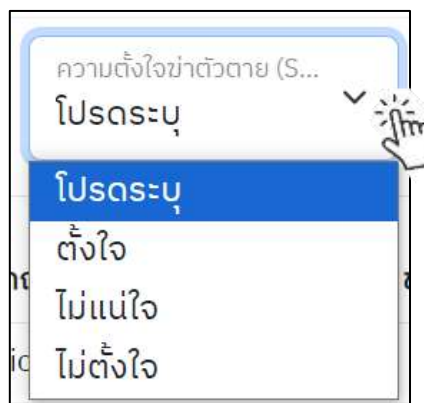 ความตั้งใจฆ่าตัวตาย (S...
โปรดระบุ
โปรดระบุ
ตั้งใจ
ไม่แน่ใจ
ไม่ตั้งใจ